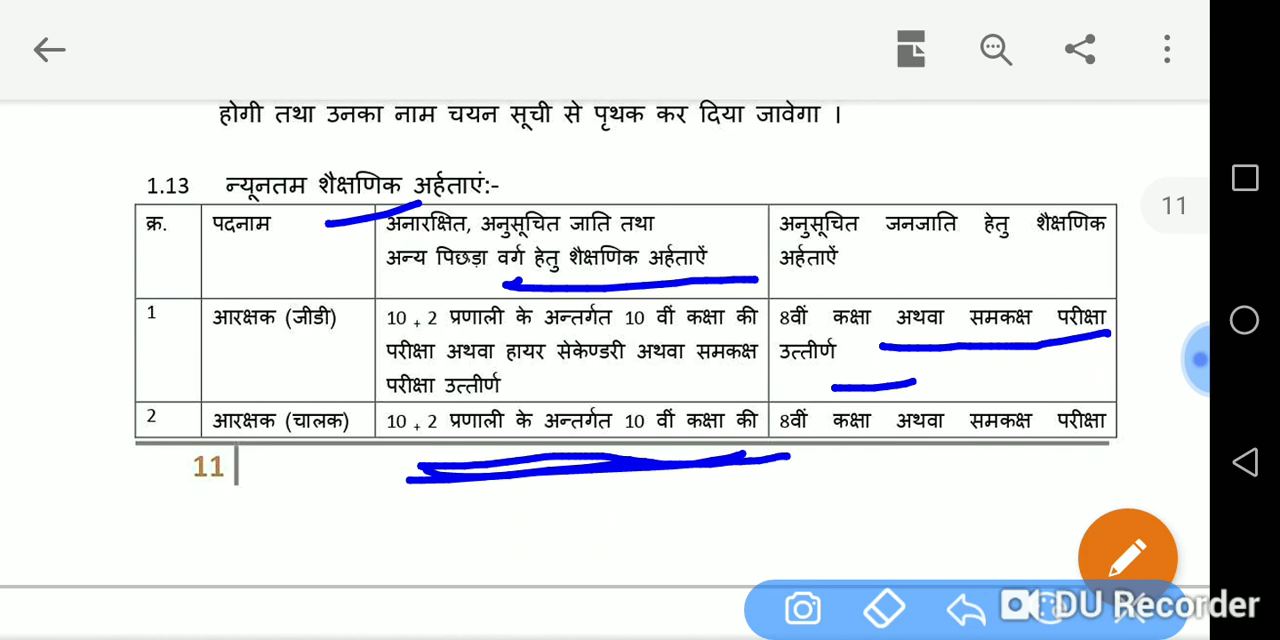 होगी तथा उनका नाम चयन सूची से पृथक कर दिया जावेगा ।
1.13 न्यूनतम शैक्षणिक अर्हताएं:-
11
क्र. पदनाम अनारक्षित, अनुसूचित जाति तथा अनुसूचित जनजाति हेतु शैक्षणिक
अन्य पिछड़ा वर्ग हेतु शैक्षणिक अर्हताऐं अर्हताऐं
1 आरक्षक (जीडी) 10 + 2 प्रणाली के अन्तर्गत 10 वीं कक्षा की 8वीं कक्षा अथवा समकक्ष परीक्षा
परीक्षा अथवा हायर सेकेण्डरी अथवा समकक्ष उत्तीर्ण
परीक्षा उत्तीर्ण
2 आरक्षक (चालक) 10 + 2 प्रणाली के अन्तर्गत 10 वीं कक्षा की 8वीं कक्षा अथवा समकक्ष परीक्षा
11
DU Recorder